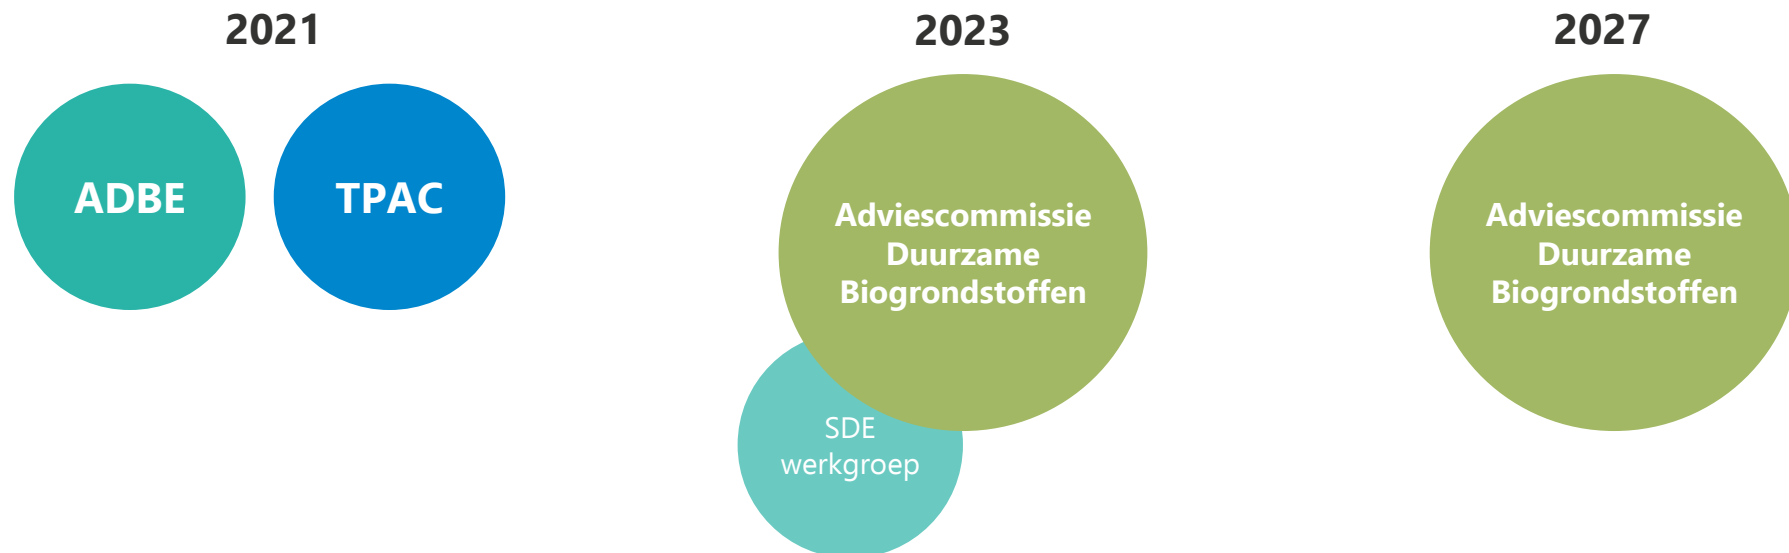 2021
ADBE
TPAC
2023
Adviescommissie
Duurzame
Biogrondstoffen
SDE
werkgroep
2027
Adviescommissie
Duurzame
Biogrondstoffen